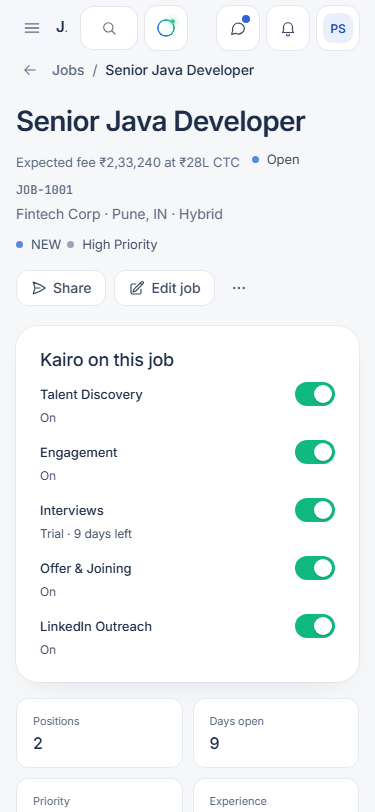 J.
PS
Jobs / Senior Java Developer
Senior Java Developer
Expected fee ₹2,33,240 at ₹28L CTC
Open
JOB-1001
Fintech Corp · Pune, IN · Hybrid
NEW
High Priority
Share
Edit job
Kairo on this job
Talent Discovery
On
Engagement
On
Interviews
Trial · 9 days left
Offer & Joining
On
LinkedIn Outreach
On
Positions
2
Days open
9
Priority
Experience